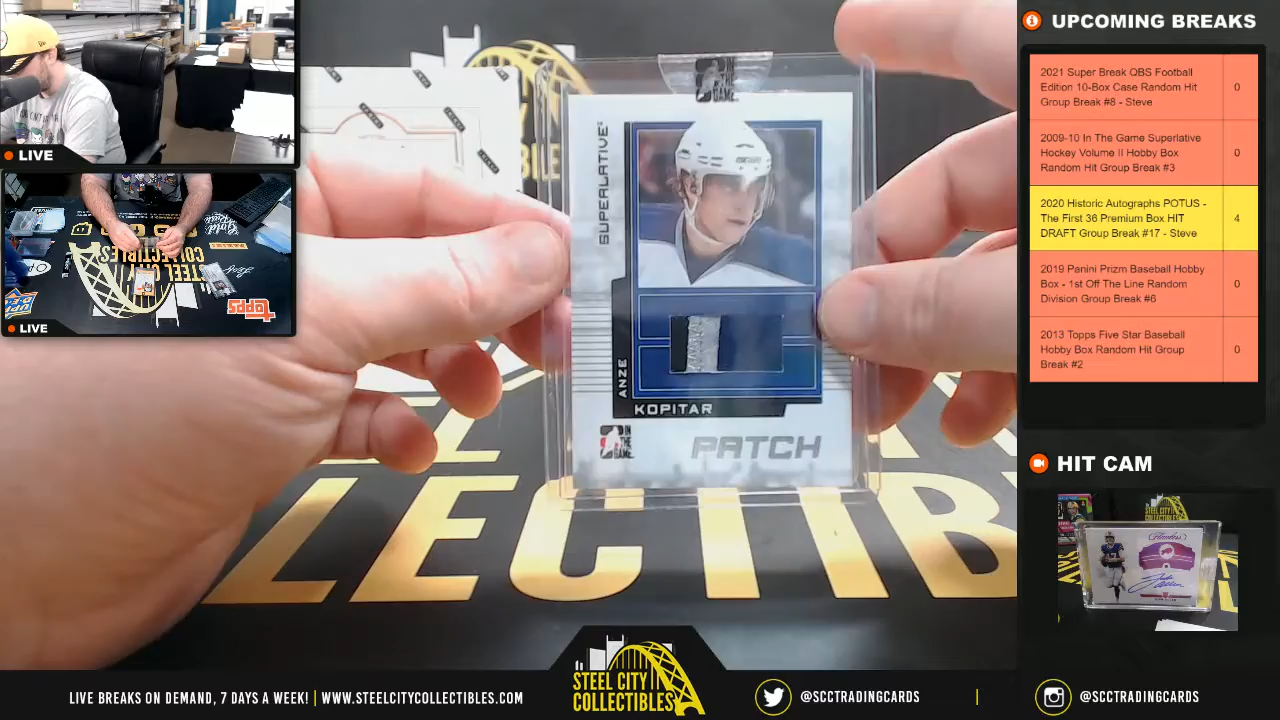 UPCOMING BREAKS
2021 Super Break QBS Football
Edition 10-Box Case Random Hit
Group Break #8 - Steve
0
2009-10 In The Game Superlative
Hockey Volume II Hobby Box
Random Hit Group Break #3
0
2020 Historic Autographs POTUS -
The First 36 Premium Box HIT
DRAFT Group Break #17 - Steve
4
2019 Panini Prizm Baseball Hobby
Box - 1st Off The Line Random
Division Group Break #6
0
2013 Topps Five Star Baseball
Hobby Box Random Hit Group
Break #2
0
HIT CAM
LIVE
LIVE
topps
SUPERLATIVE
IN THE GAME
ANZE
KOPITAR
IN
THE
GAME
PATCH
LECTIB
STEEL CITY
COLLECTIBLES
LIVE BREAKS ON DEMAND, 7 DAYS A WEEK! | WWW.STEELCITYCOLLECTIBLES.COM
@SCCTRADINGCARDS
@SCCTRADINGCARDS